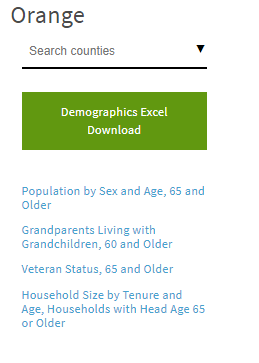 Orange
Search counties
Demographics Excel
Download
Population by Sex and Age, 65 and
Older
Grandparents Living with
Grandchildren, 60 and Older
Veteran Status, 65 and Older
Household Size by Tenure and
Age, Households with Head Age 65
or Older